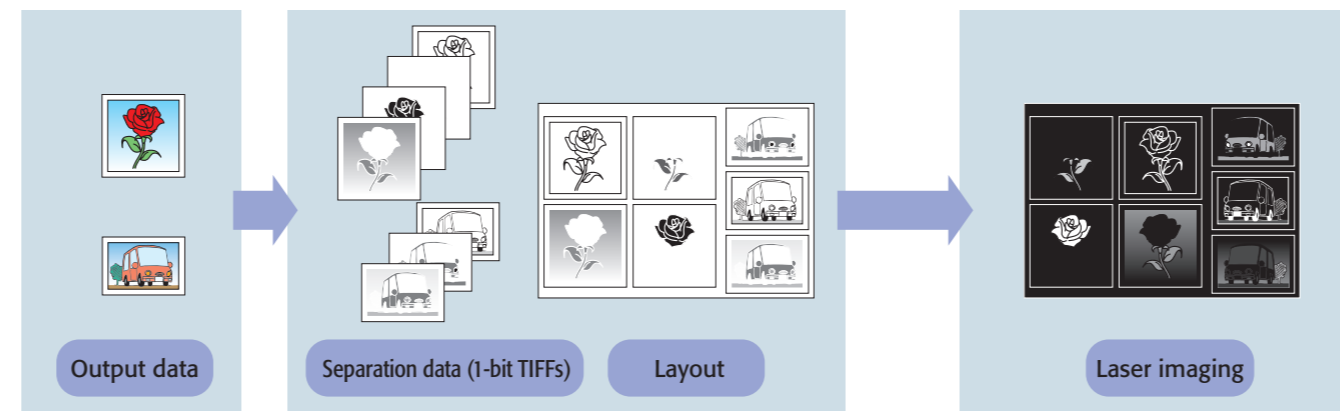 Output data
Separation data (1-bit TIFFs)
Layout
Laser imaging